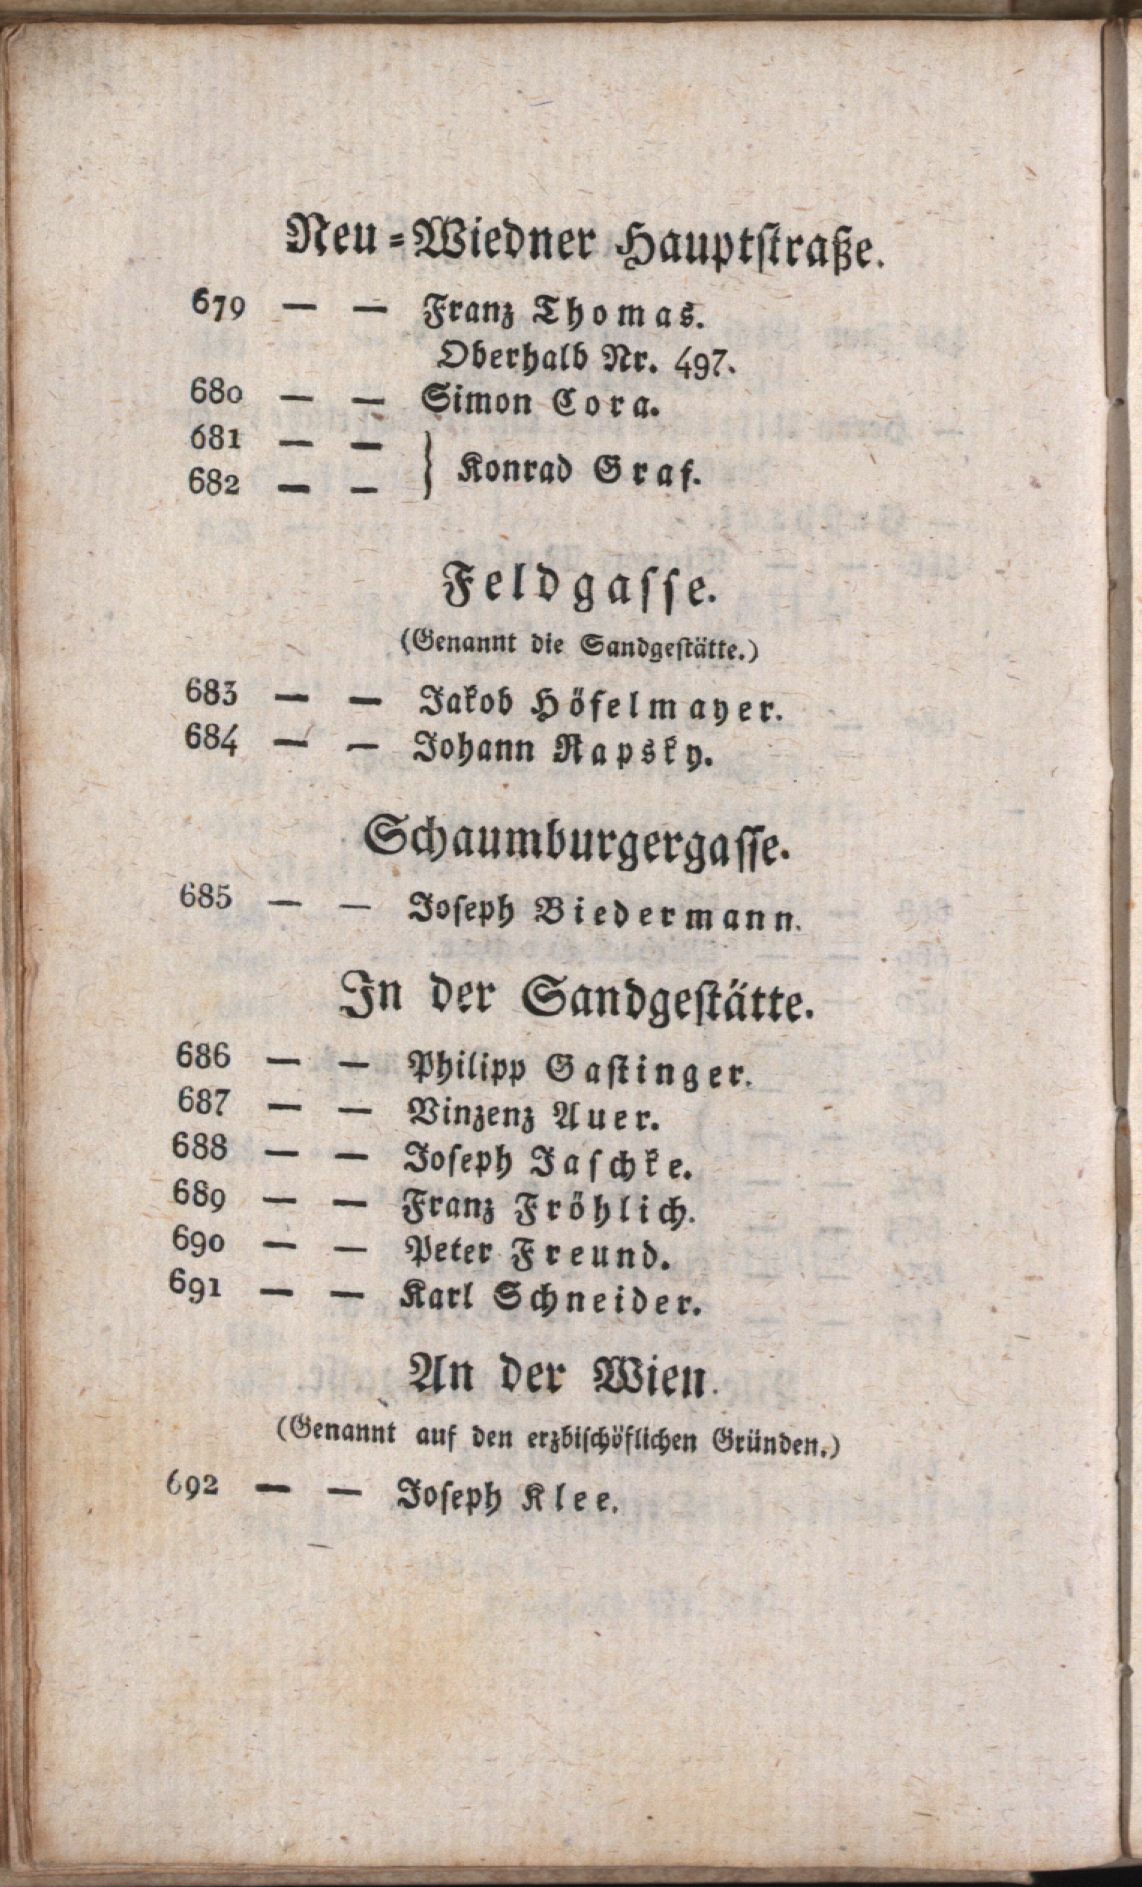 Neu-Wiedner Hauptstraße.
679 — — Franz Thomas.
Oberhalb Nr. 497.
680 — — Simon Cora.
681 — —
682 — — } Konrad Graf.
Feldgasse.
(Genannt die Sandgestätte.)
683 — — Jakob Höfelmayer.
684 — — Johann Rapsky.
Schaumburgergasse.
685 — — Joseph Biedermann.
In der Sandgestätte.
686 — — Philipp Gastinger.
687 — — Vinzenz Auer.
688 — — Joseph Jaschke.
689 — — Franz Fröhlich.
690 — — Peter Freund.
691 — — Karl Schneider.
An der Wien.
(Genannt auf den erzbischöflichen Gründen.)
692 — — Joseph Klee.